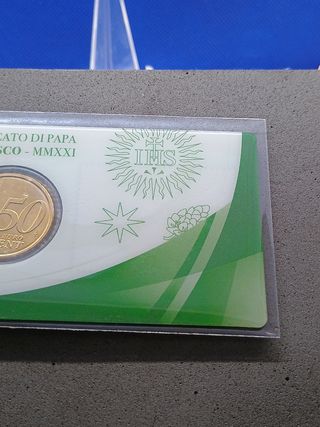 CATO DI PAPA
SCO - MMXXI
IHS
50
CENT